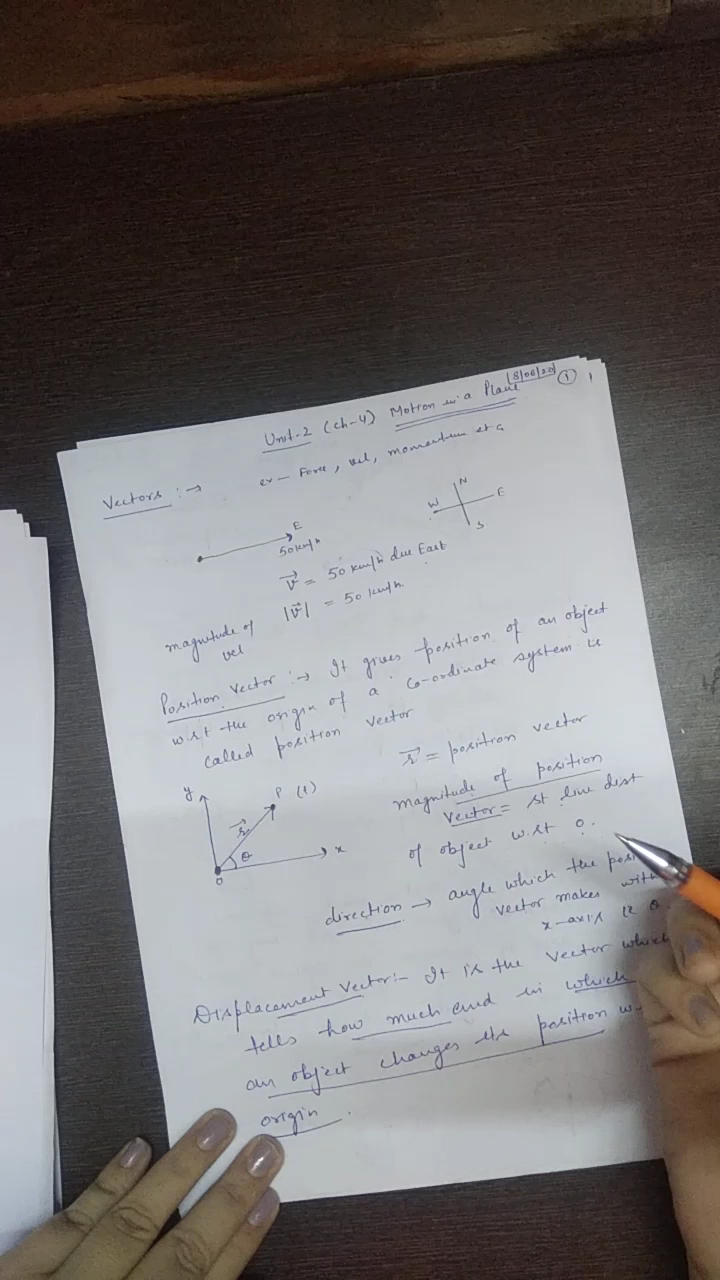 18/06/20 ① 1
Unit-2 (Ch-4) Motion in a Plane
Vectors :→ ex - Force, vel, momentum etc
N
W E
S
E
50 km/h
v⃗ = 50 km/h due East
|v⃗| = 50 km/h.
magnitude of
vel
Position Vector :→ It gives position of an object
w.r.t the origin of a co-ordinate system is
called position vector
r⃗ = position vector
magnitude of position
Vector = st line dist
of object w.r.t O.
y
P (t)
r⃗
θ
x
O
direction → angle which the posi
vector makes with
x-axis is θ.
Displacement Vector:- It is the vector which
tells how much and in which
an object changes its position w
origin.